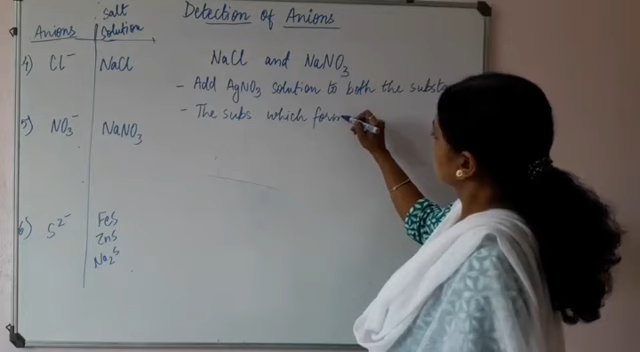 Detection of Anions
Anions
Salt
Solution
4) Cl⁻ NaCl
5) NO₃⁻ NaNO₃
6) S²⁻ FeS
ZnS
Na₂S
NaCl and NaNO₃
- Add AgNO₃ solution to both the subst
- The subs which form